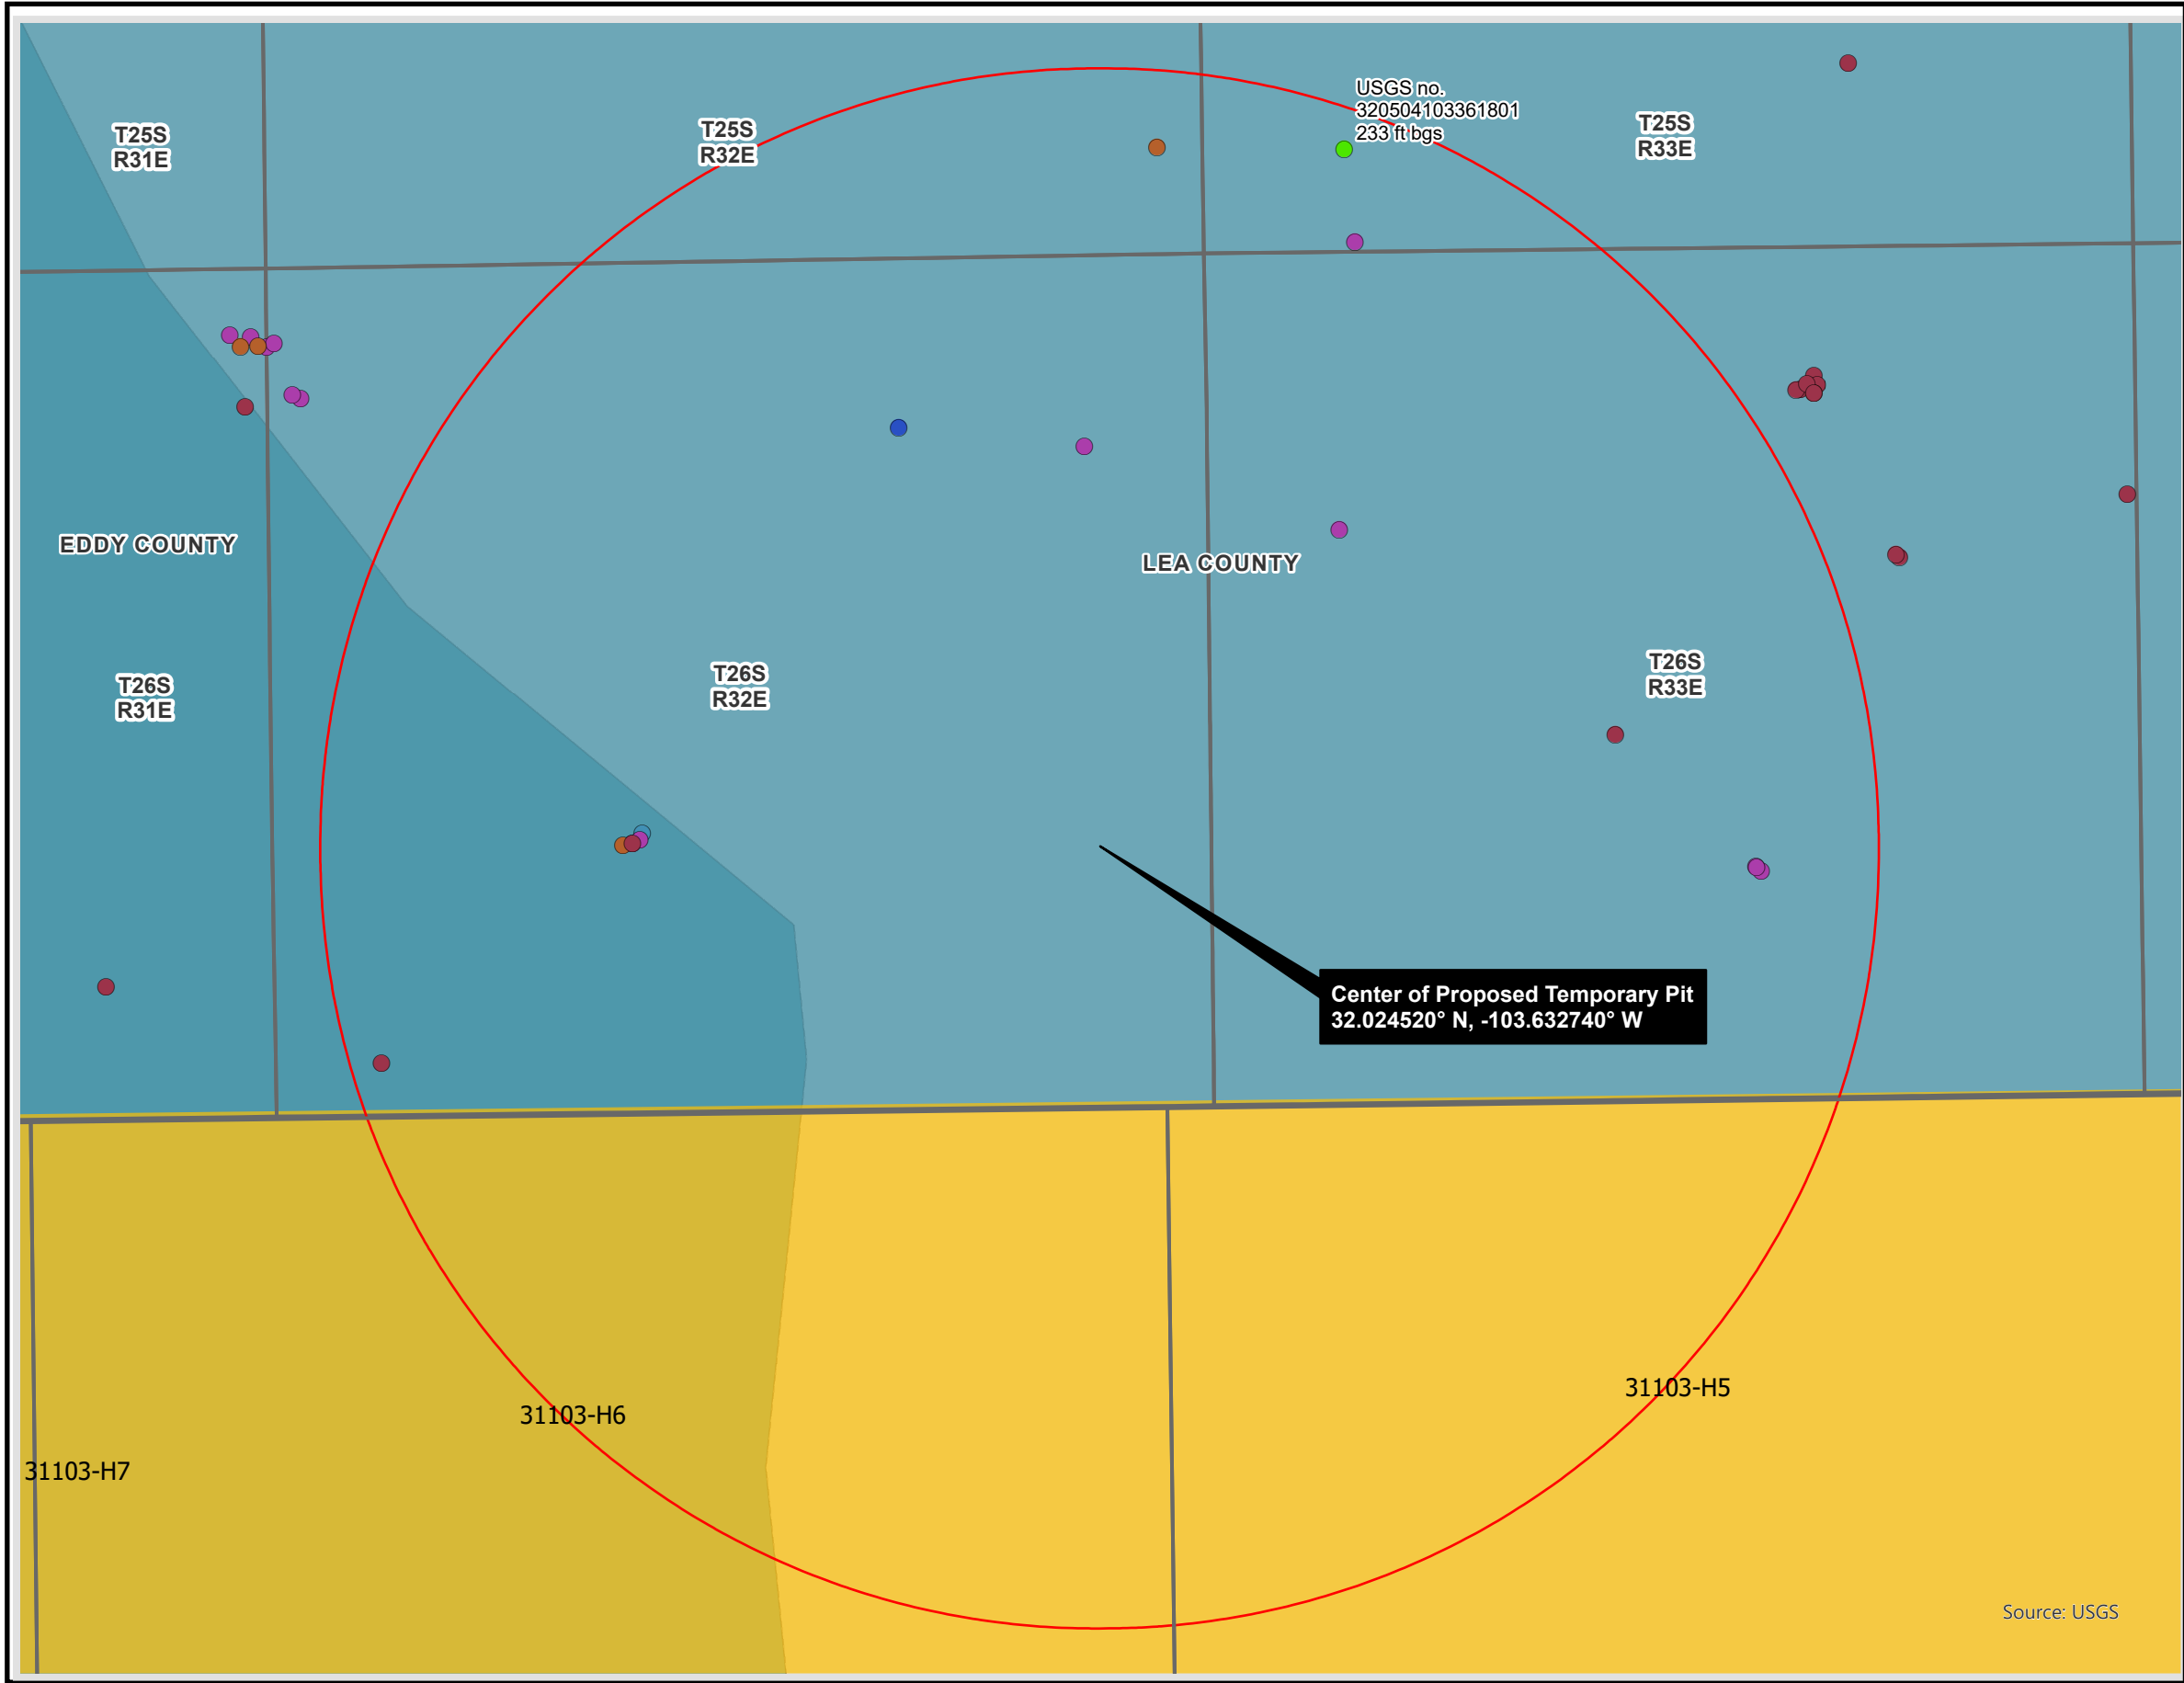 USGS no.
320504103361801
233 ft bgs
T25S
R31E
T25S
R32E
T25S
R33E
EDDY COUNTY
LEA COUNTY
T26S
R31E
T26S
R32E
T26S
R33E
Center of Proposed Temporary Pit
32.024520° N, -103.632740° W
31103-H5
31103-H6
31103-H7
Source: USGS